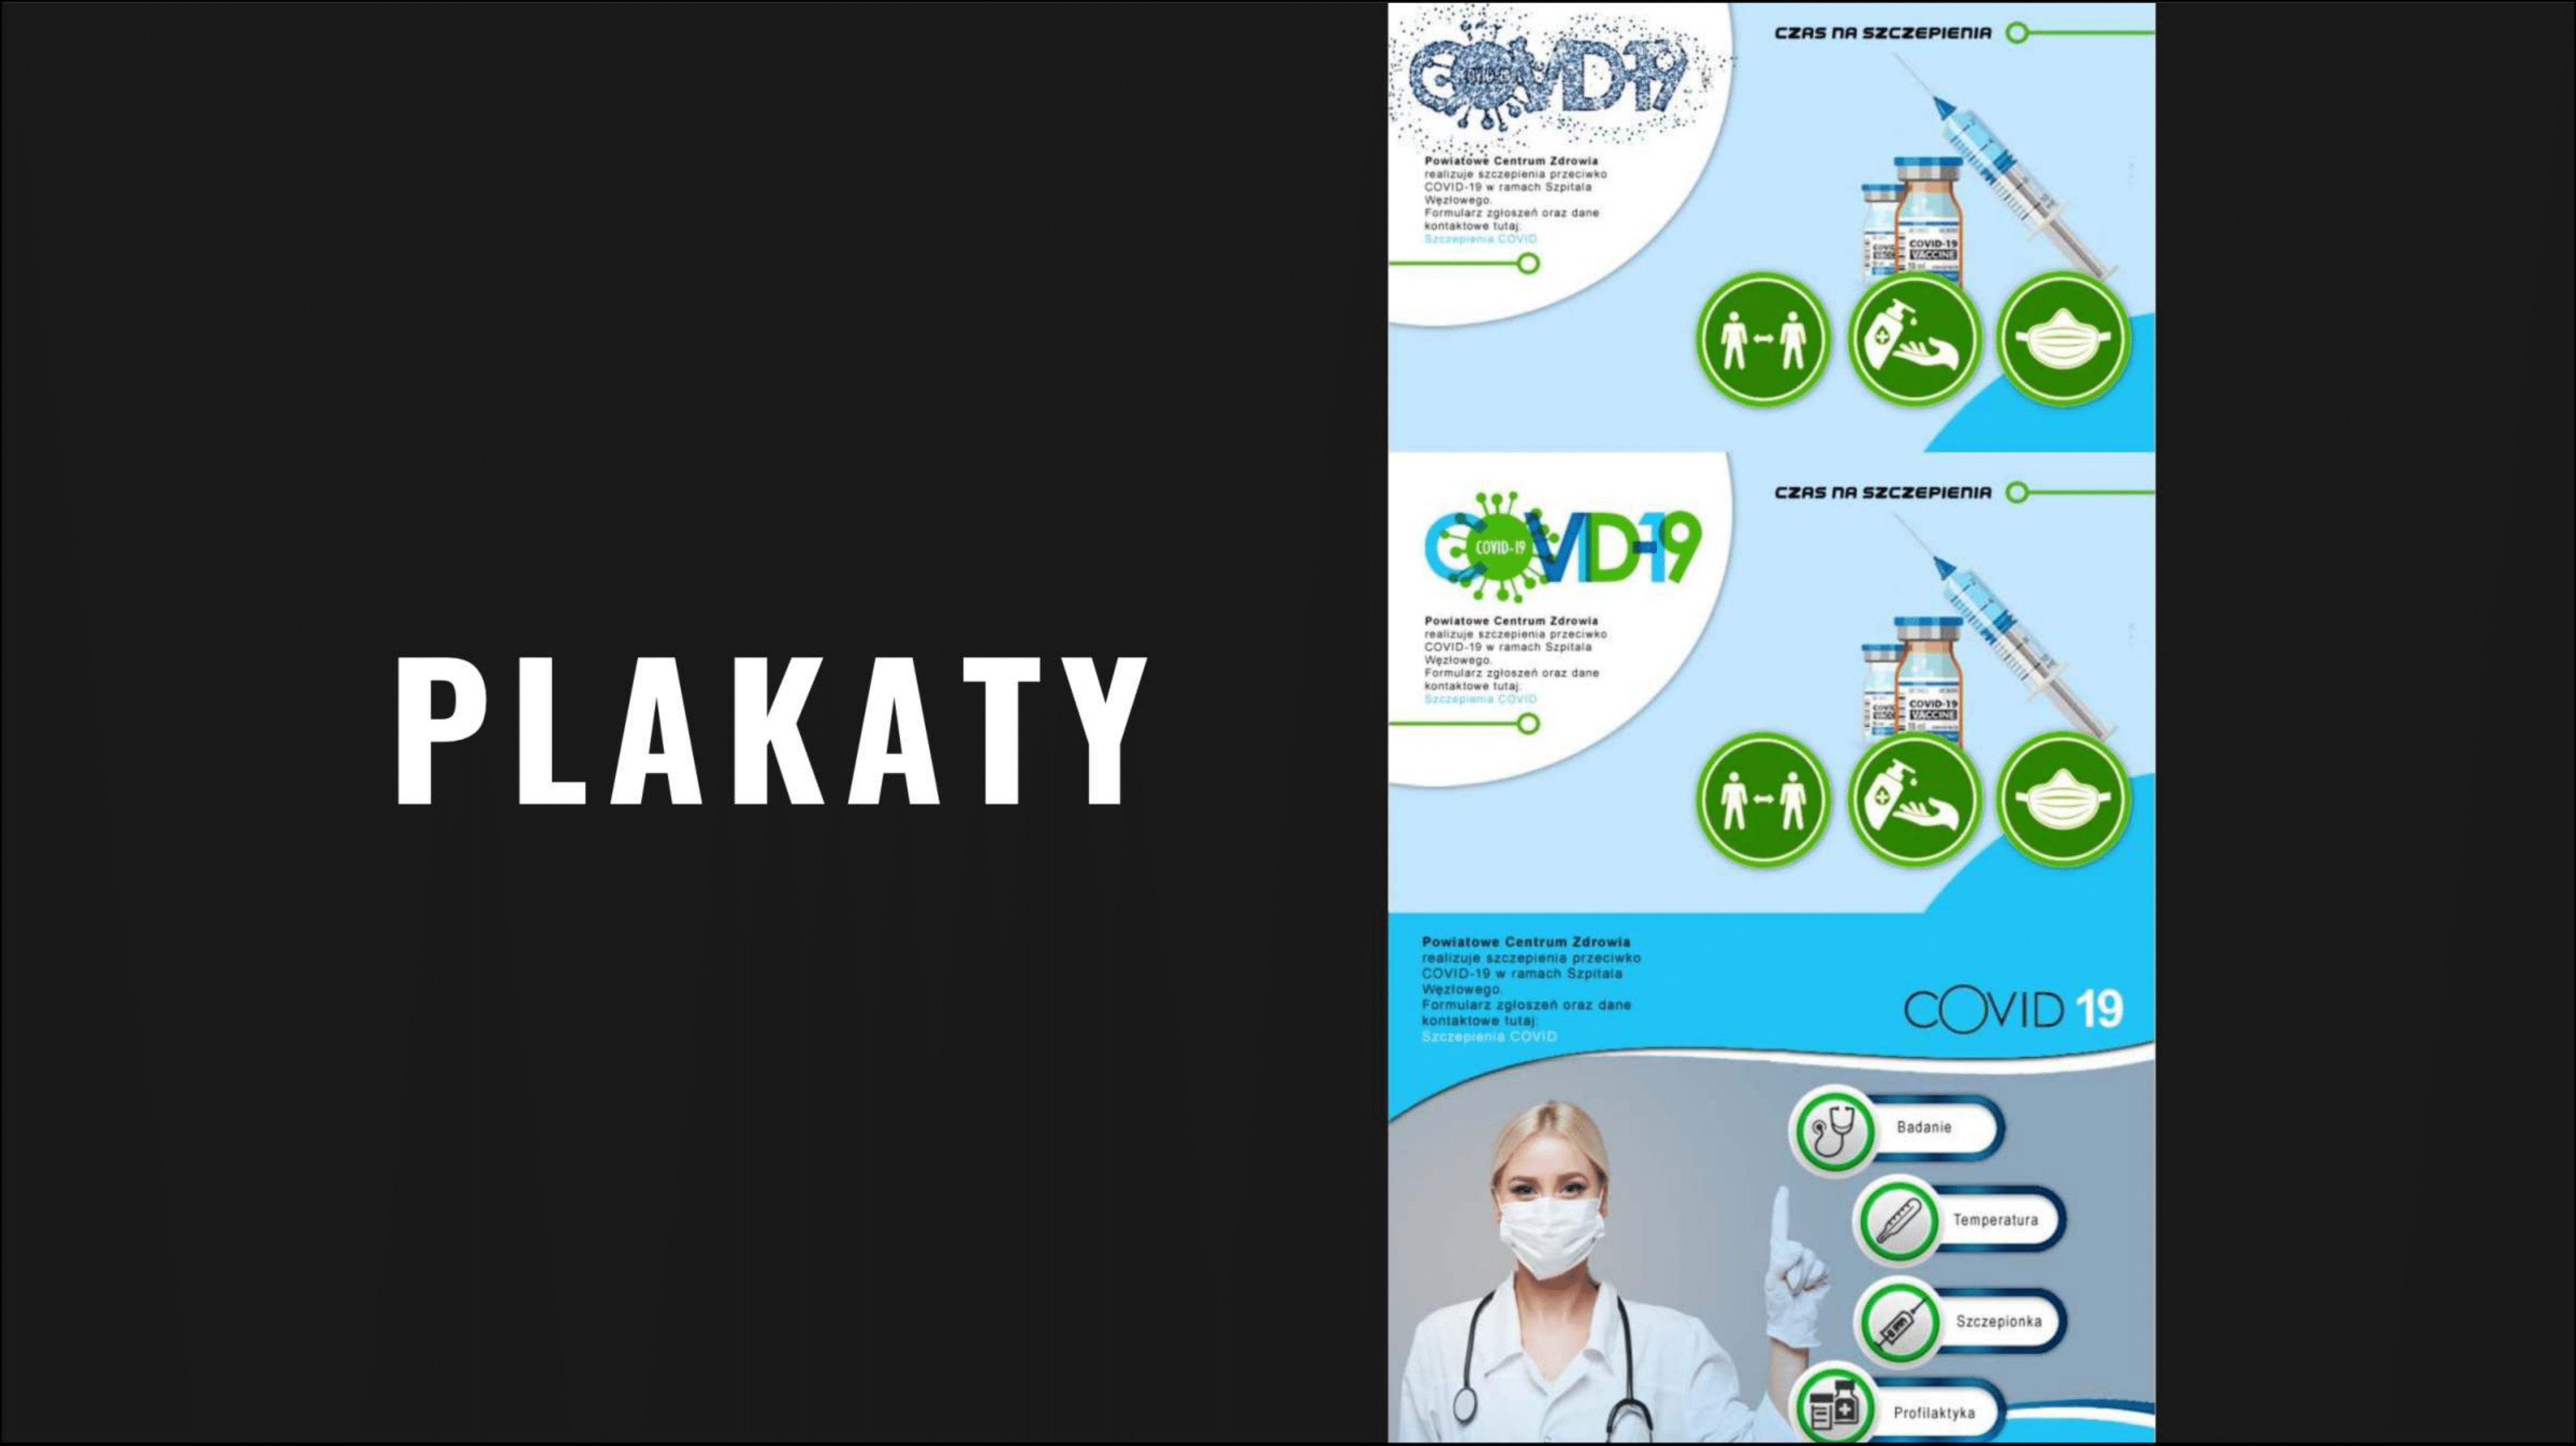 PLAKATY
COVID-19
CZAS NA SZCZEPIENIA
Powiatowe Centrum Zdrowia
realizuje szczepienia przeciwko
COVID-19 w ramach Szpitala
Węzłowego.
Formularz zgłoszeń oraz dane
kontaktowe tutaj:
Szczepienia COVID
COVID-19
VACCINE
CZAS NA SZCZEPIENIA
COVID-19
COVID-19
Powiatowe Centrum Zdrowia
realizuje szczepienia przeciwko
COVID-19 w ramach Szpitala
Węzłowego.
Formularz zgłoszeń oraz dane
kontaktowe tutaj:
Szczepienia COVID
COVID-19
VACCINE
Powiatowe Centrum Zdrowia
realizuje szczepienia przeciwko
COVID-19 w ramach Szpitala
Węzłowego.
Formularz zgłoszeń oraz dane
kontaktowe tutaj:
Szczepienia COVID
COVID 19
Badanie
Temperatura
Szczepionka
Profilaktyka